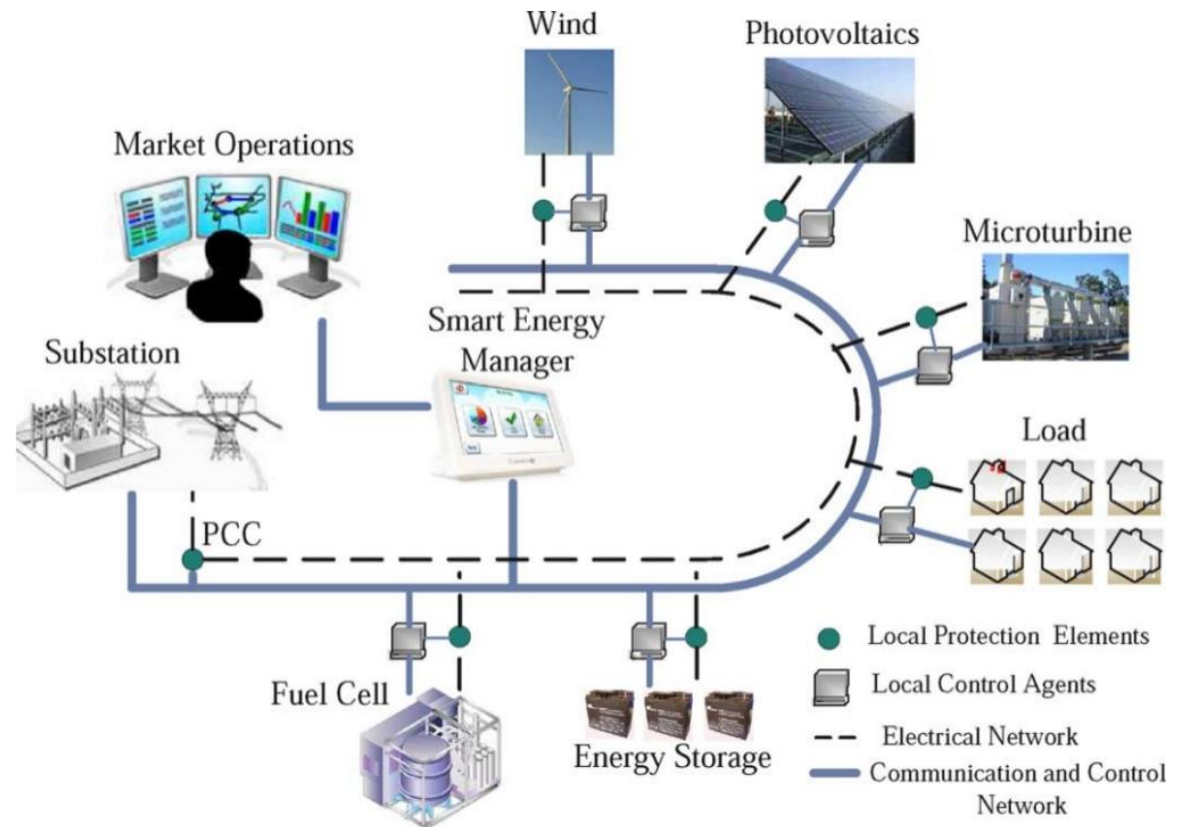 Wind
Photovoltaics
Market Operations
Microturbine
Smart Energy
Manager
Substation
Load
PCC
Local Protection Elements
Fuel Cell
Local Control Agents
Energy Storage
Electrical Network
Communication and Control
Network